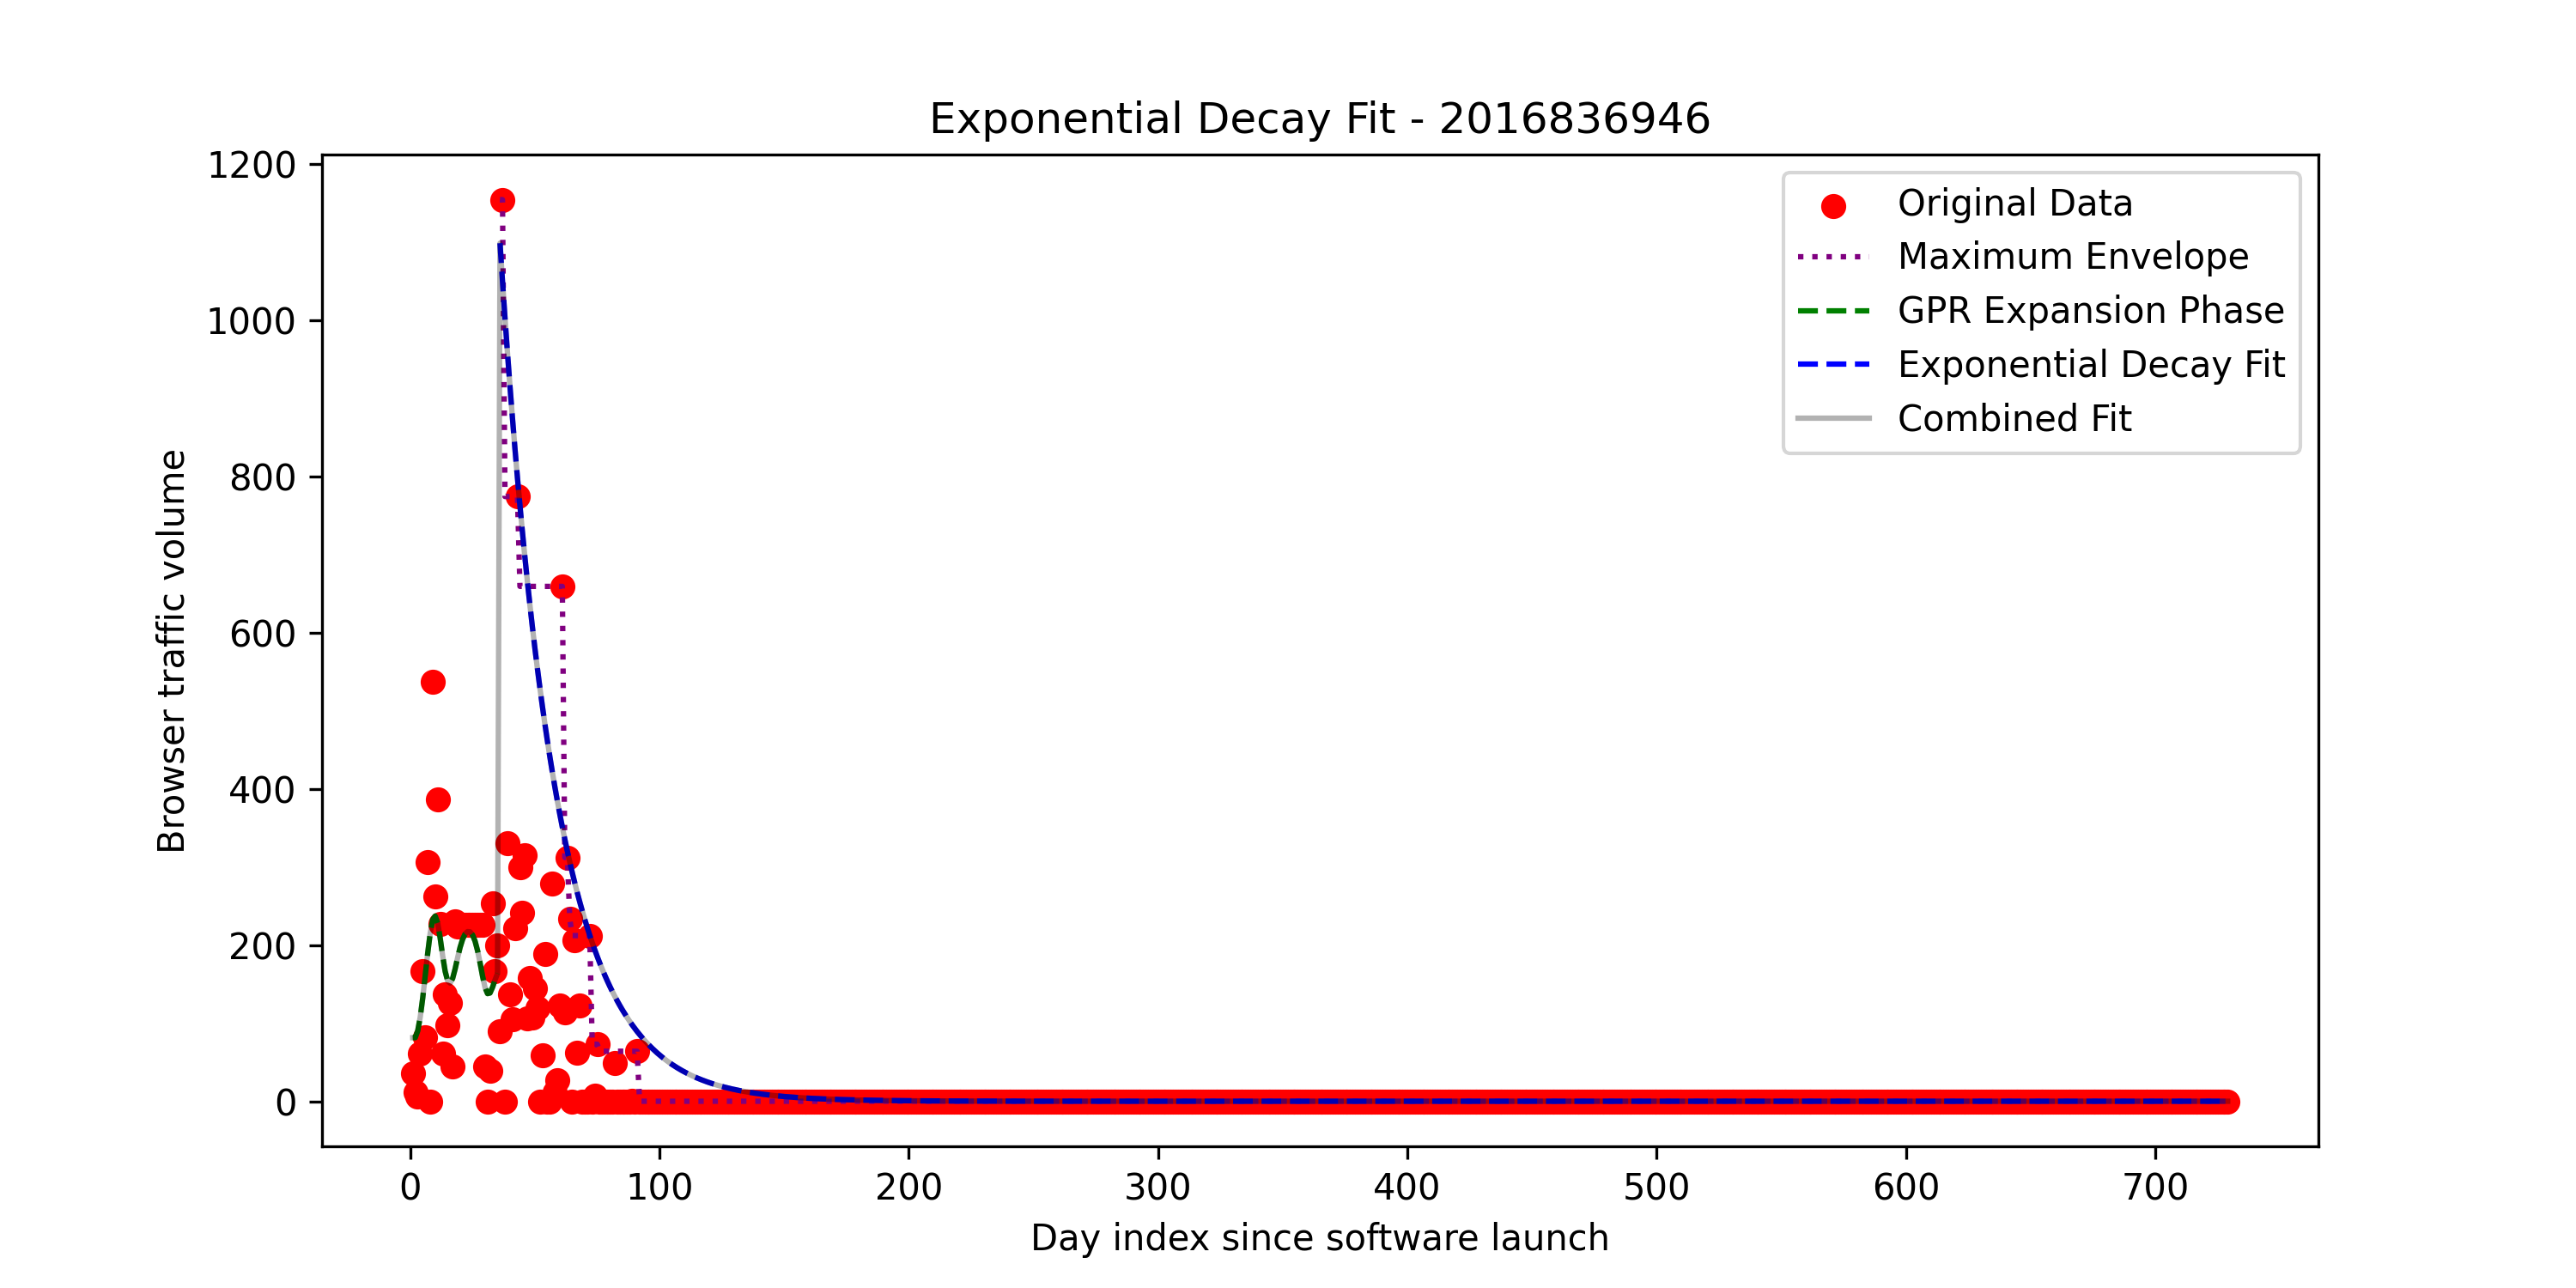 Exponential Decay Fit - 2016836946
1200
1000
800
600
400
200
0
Browser traffic volume
Original Data
Maximum Envelope
GPR Expansion Phase
Exponential Decay Fit
Combined Fit
0 100 200 300 400 500 600 700
Day index since software launch